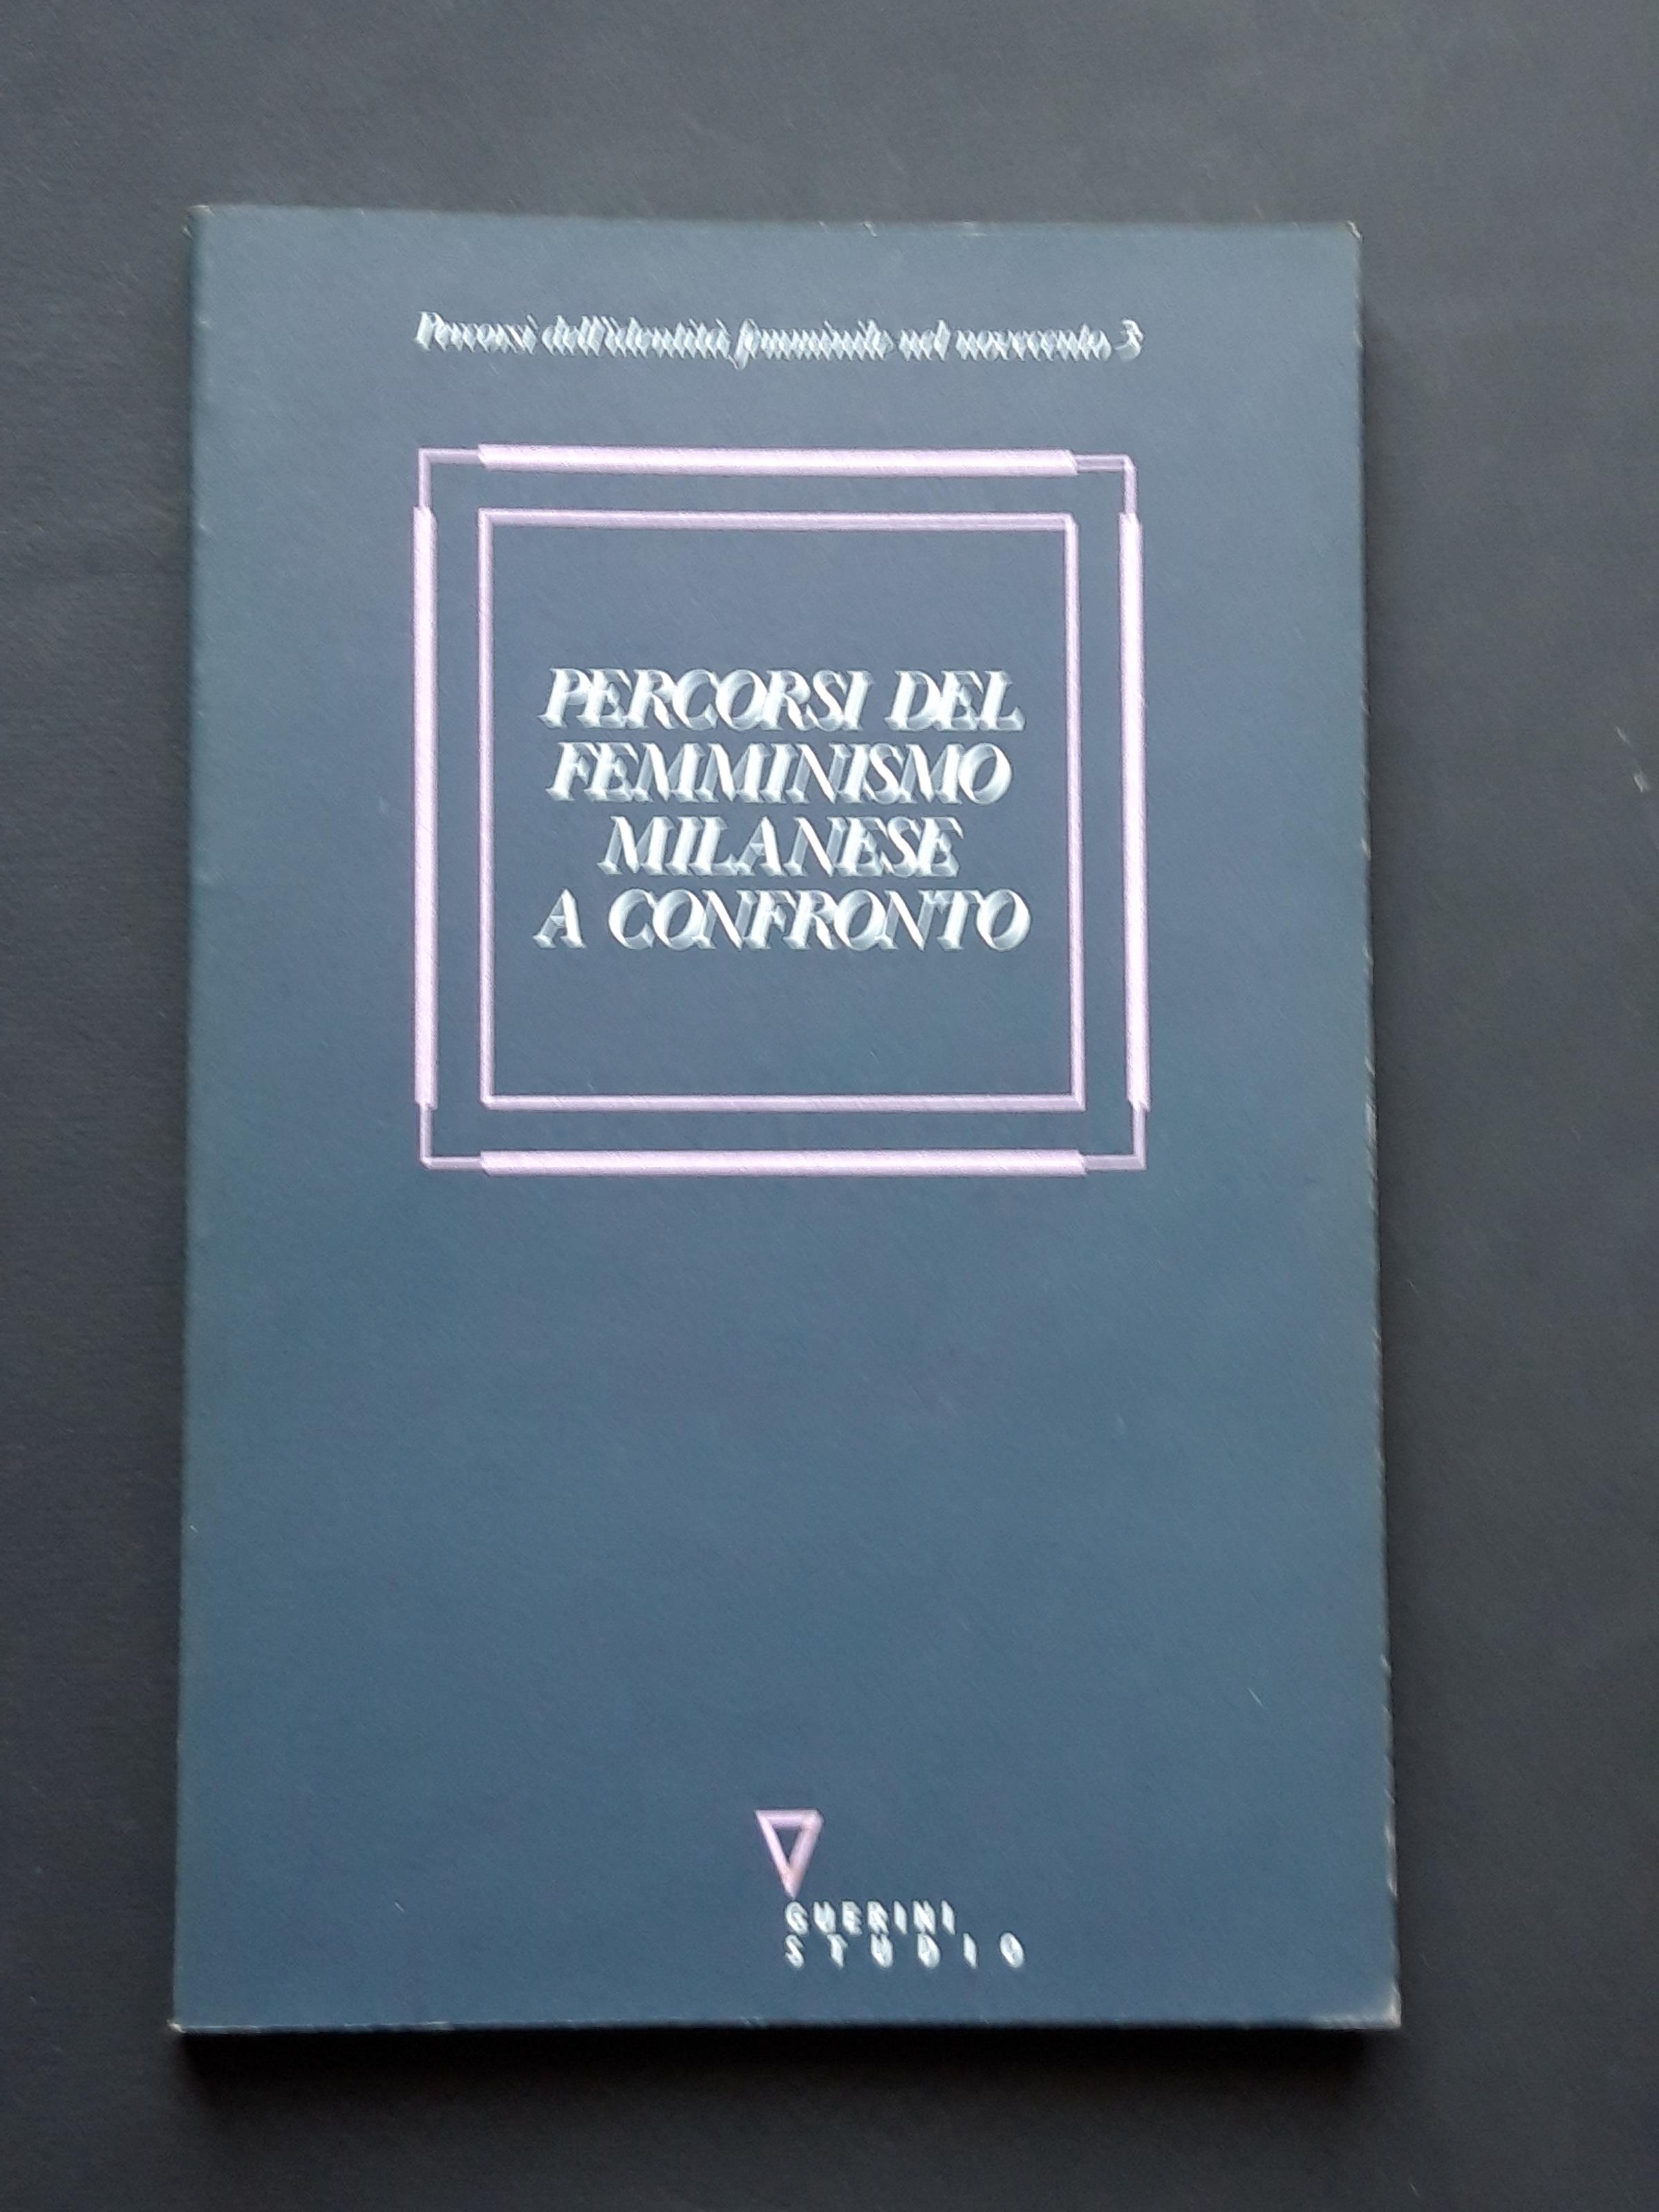 Percorsi dell'identità femminile nel novecento 3
PERCORSI DEL
FEMMINISMO
MILANESE
A CONFRONTO
GUERINI
STUDIO